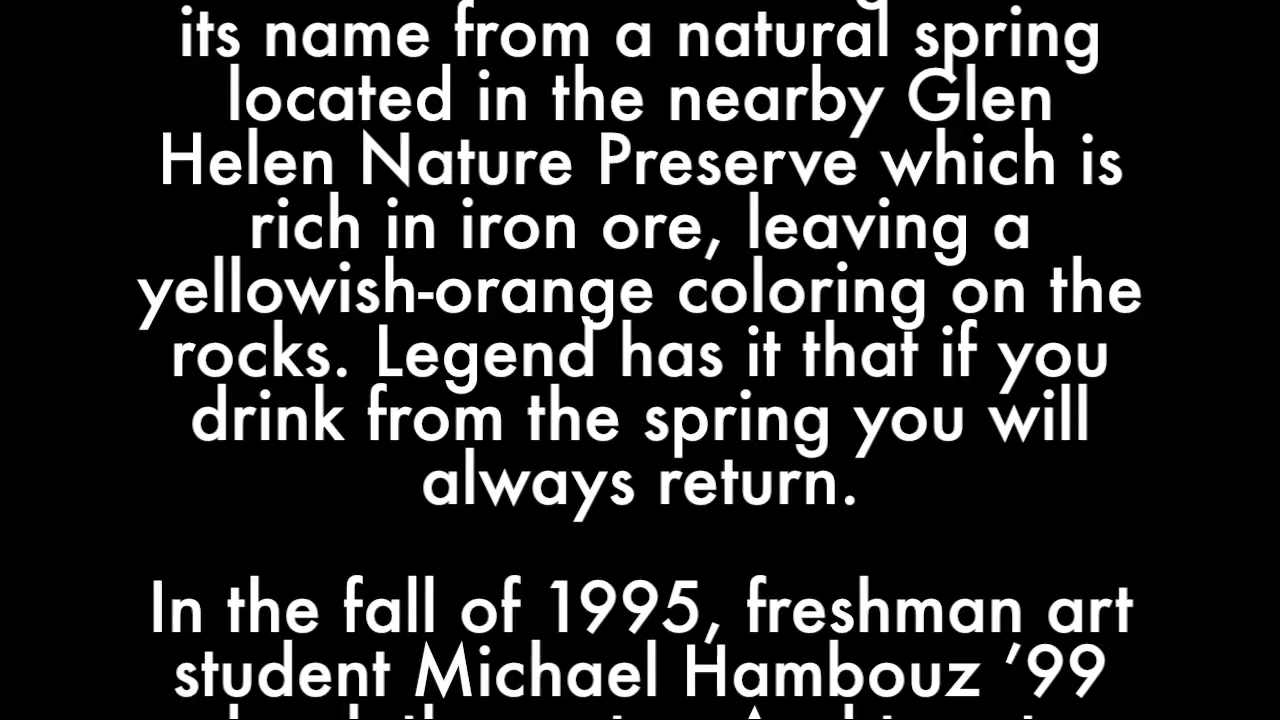 its name from a natural spring
located in the nearby Glen
Helen Nature Preserve which is
rich in iron ore, leaving a
yellowish-orange coloring on the
rocks. Legend has it that if you
drink from the spring you will
always return.
In the fall of 1995, freshman art
student Michael Hambouz ’99